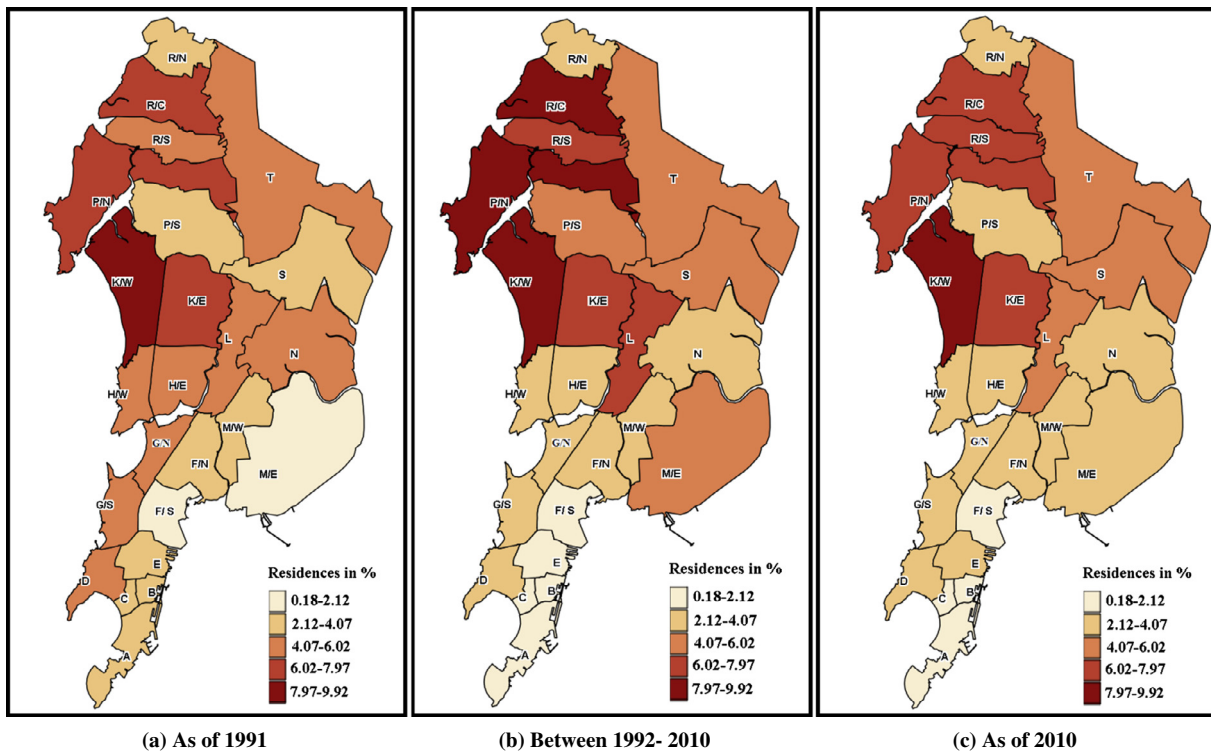 R/N
R/C
R/S
T
P/N
P/S
S
K/W
K/E
L
N
H/W
H/E
M/W
G/N
F/N
M/E
G/S
F/ S
E
D
C
B
A
Residences in %
0.18-2.12
2.12-4.07
4.07-6.02
6.02-7.97
7.97-9.92
(a) As of 1991
R/N
R/C
R/S
T
P/N
P/S
S
K/W
K/E
L
N
H/W
H/E
M/W
G/N
F/N
M/E
G/S
F/ S
E
D
C
B
A
Residences in %
0.18-2.12
2.12-4.07
4.07-6.02
6.02-7.97
7.97-9.92
(b) Between 1992- 2010
R/N
R/C
R/S
T
P/N
P/S
S
K/W
K/E
L
N
H/W
H/E
M/W
G/N
F/N
M/E
G/S
F/ S
E
D
C
B
A
Residences in %
0.18-2.12
2.12-4.07
4.07-6.02
6.02-7.97
7.97-9.92
(c) As of 2010